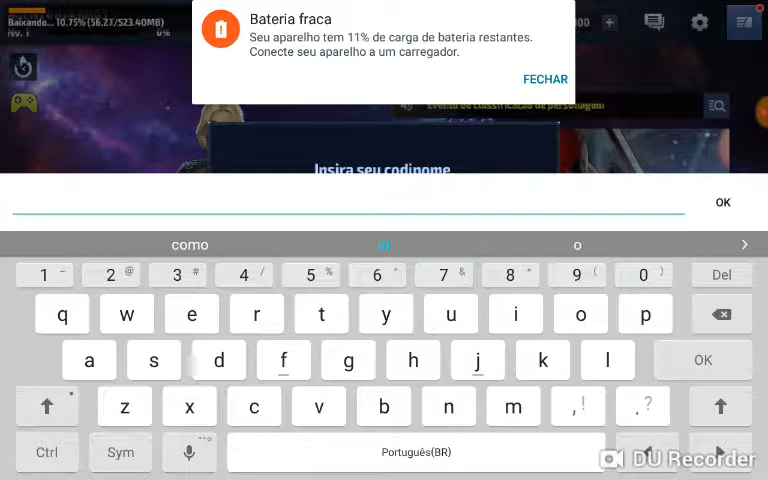 Bateria fraca
Seu aparelho tem 11% de carga de bateria restantes.
Conecte seu aparelho a um carregador.
FECHAR
Baixando... 10.75% (56.27/523.40MB)
0%
Evento de classificação de personagem
Insira seu codinome
OK
como
o
1 2 @ 3 # 4 / 5 % 6 ^ 7 & 8 * 9 ( 0 ) Del
q w e r t y u i o p
a s d f g h j k l OK
z x c v b n m , ! . ?
Ctrl Sym Português(BR)
DU Recorder